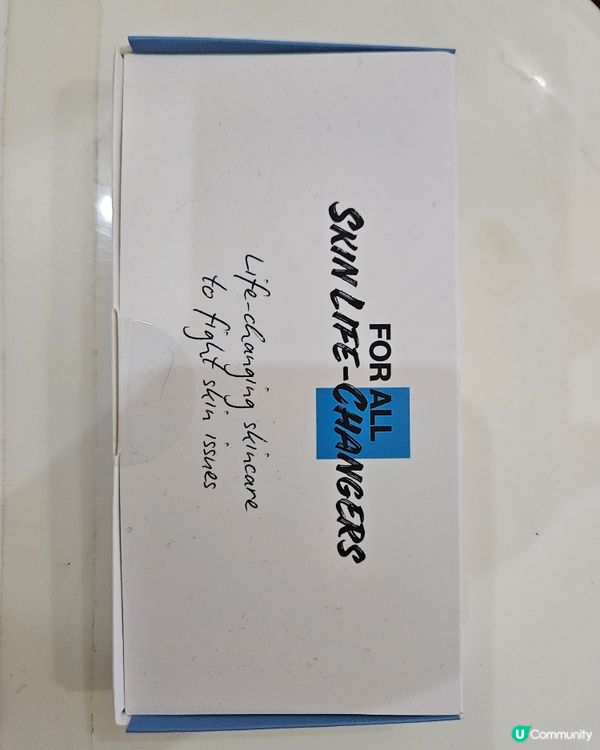 FOR ALL
SKIN LIFE-CHANGERS
Life-changing skincare
to fight skin issues
U Community